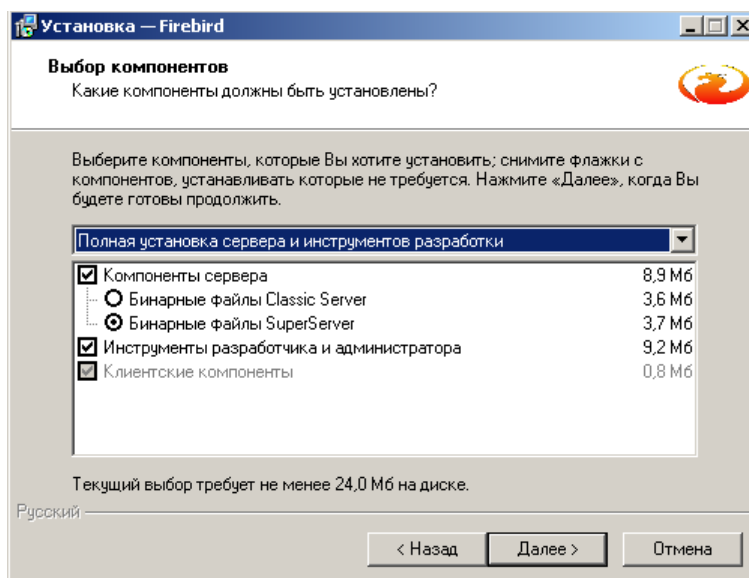 Установка — Firebird
Выбор компонентов
Какие компоненты должны быть установлены?
Выберите компоненты, которые Вы хотите установить; снимите флажки с
компонентов, устанавливать которые не требуется. Нажмите «Далее», когда Вы
будете готовы продолжить.
Полная установка сервера и инструментов разработки
Компоненты сервера 8,9 Мб
Бинарные файлы Classic Server 3,6 Мб
Бинарные файлы SuperServer 3,7 Мб
Инструменты разработчика и администратора 9,2 Мб
Клиентские компоненты 0,8 Мб
Текущий выбор требует не менее 24,0 Мб на диске.
Русский
< Назад Далее > Отмена